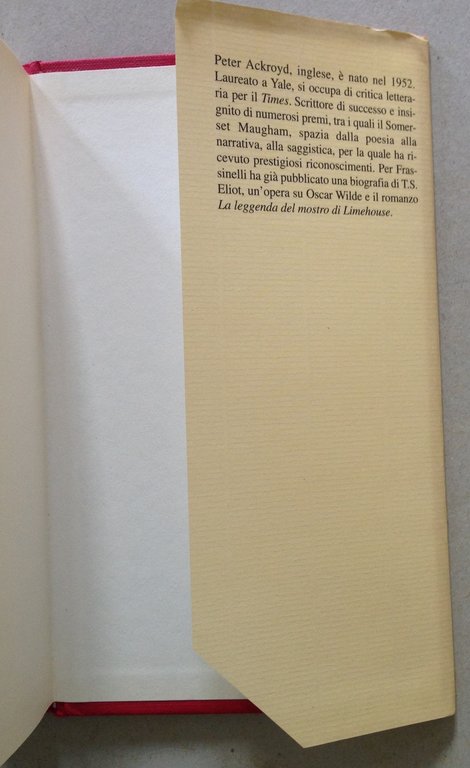 Peter Ackroyd, inglese, è nato nel 1952.
Laureato a Yale, si occupa di critica lettera-
ria per il Times. Scrittore di successo e insi-
gnito di numerosi premi, tra i quali il Somer-
set Maugham, spazia dalla poesia alla
narrativa, alla saggistica, per la quale ha ri-
cevuto prestigiosi riconoscimenti. Per Fras-
sinelli ha già pubblicato una biografia di T.S.
Eliot, un'opera su Oscar Wilde e il romanzo
La leggenda del mostro di Limehouse.